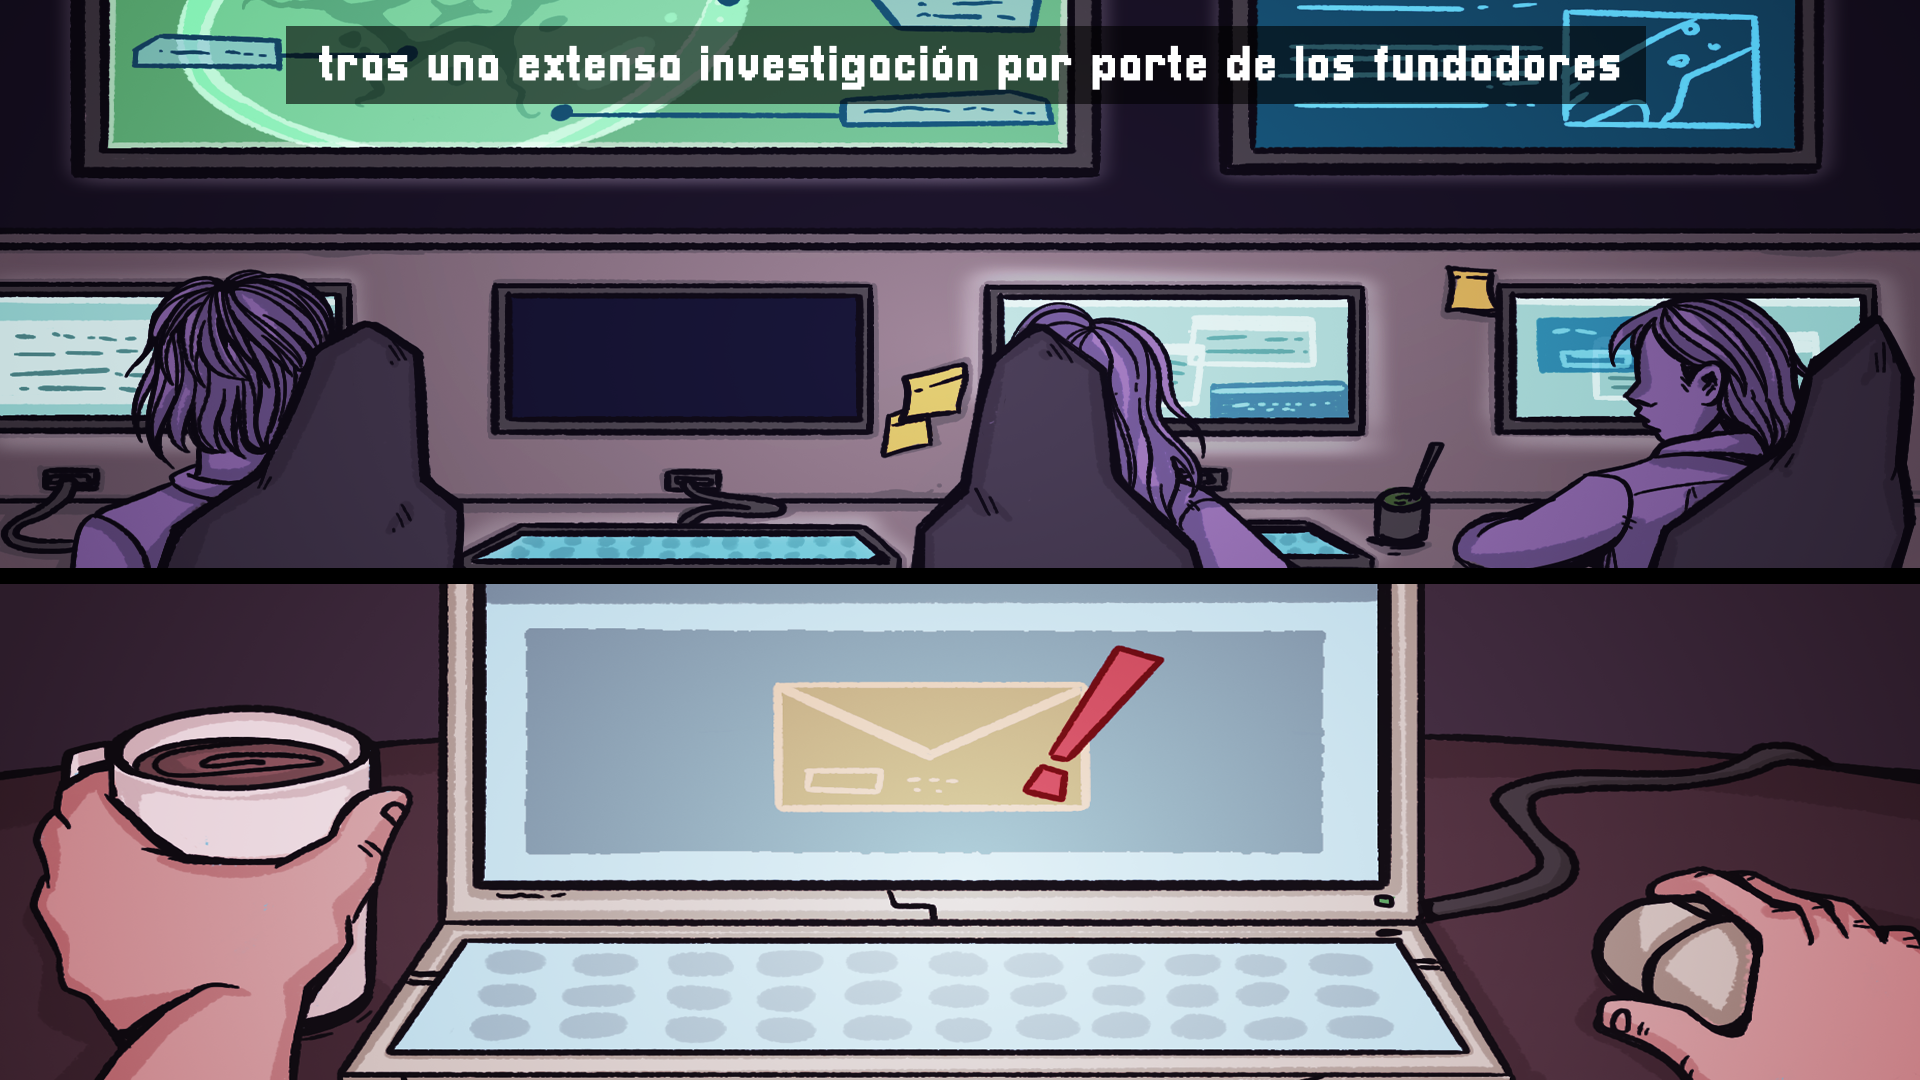 tras una extensa investigación por parte de los fundadores